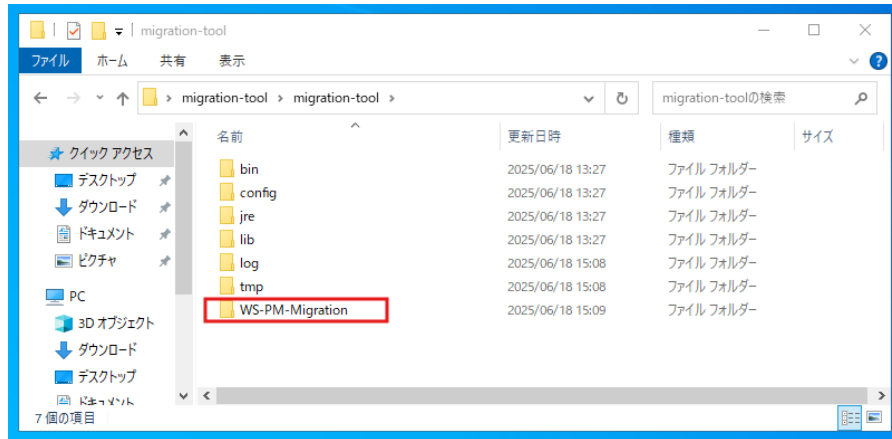 migration-tool
ファイル ホーム 共有 表示
migration-tool › migration-tool › migration-toolの検索
名前 更新日時 種類 サイズ
クイック アクセス
デスクトップ
ダウンロード
ドキュメント
ピクチャ
PC
3D オブジェクト
ダウンロード
デスクトップ
ドキュメント
bin 2025/06/18 13:27 ファイル フォルダー
config 2025/06/18 13:27 ファイル フォルダー
jre 2025/06/18 13:27 ファイル フォルダー
lib 2025/06/18 13:27 ファイル フォルダー
log 2025/06/18 15:08 ファイル フォルダー
tmp 2025/06/18 15:08 ファイル フォルダー
WS-PM-Migration 2025/06/18 15:09 ファイル フォルダー
7 個の項目